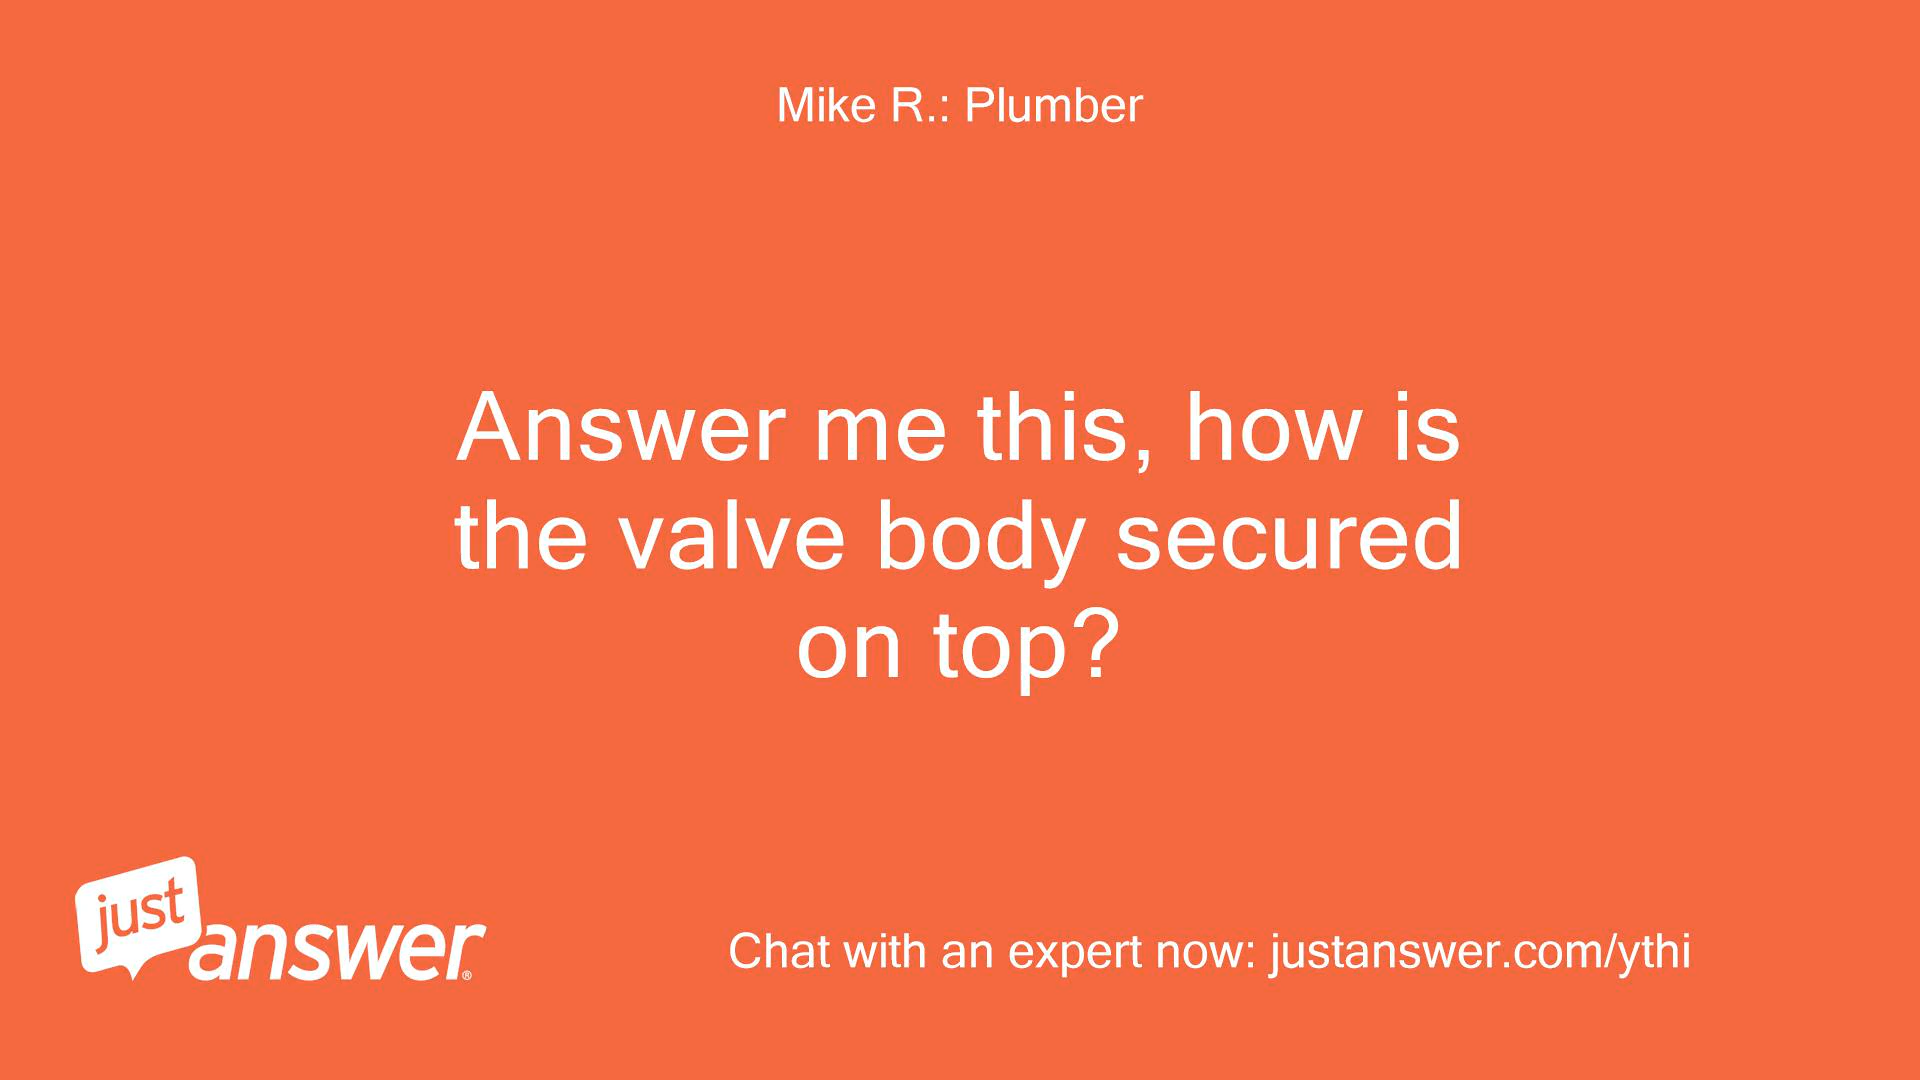 Mike R.: Plumber
Answer me this, how is
the valve body secured
on top?
just
answer®
Chat with an expert now: justanswer.com/ythi